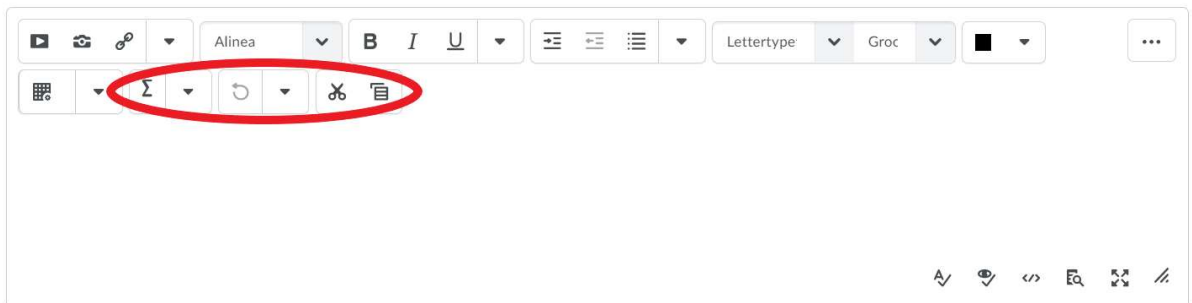 Alinea B I U Lettertype Groc
Σ